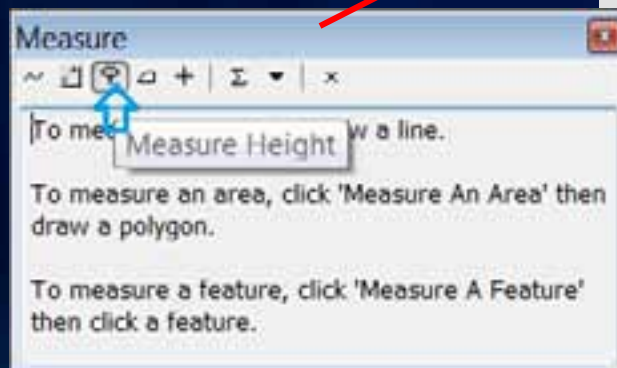 Measure
Σ
To me
Measure Height
w a line.
To measure an area, click 'Measure An Area' then
draw a polygon.
To measure a feature, click 'Measure A Feature'
then click a feature.